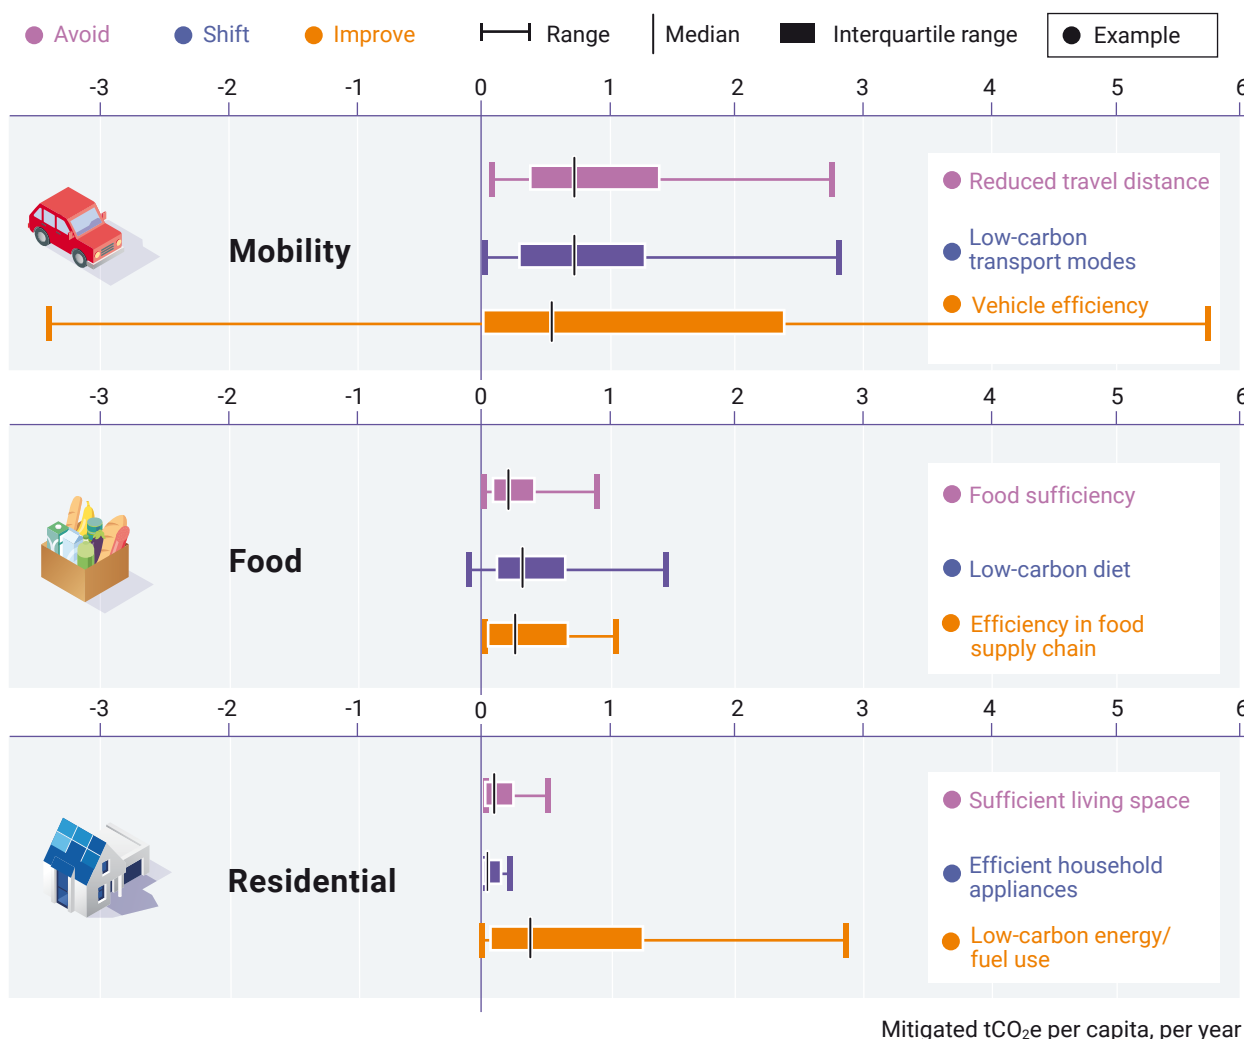 Avoid Shift Improve Range Median Interquartile range Example
-3 -2 -1 0 1 2 3 4 5 6
Reduced travel distance
Low-carbon
transport modes
Mobility
Vehicle efficiency
-3 -2 -1 0 1 2 3 4 5 6
Food sufficiency
Food
Low-carbon diet
Efficiency in food
supply chain
-3 -2 -1 0 1 2 3 4 5 6
Sufficient living space
Residential
Efficient household
appliances
Low-carbon energy/
fuel use
Mitigated tCO₂e per capita, per year